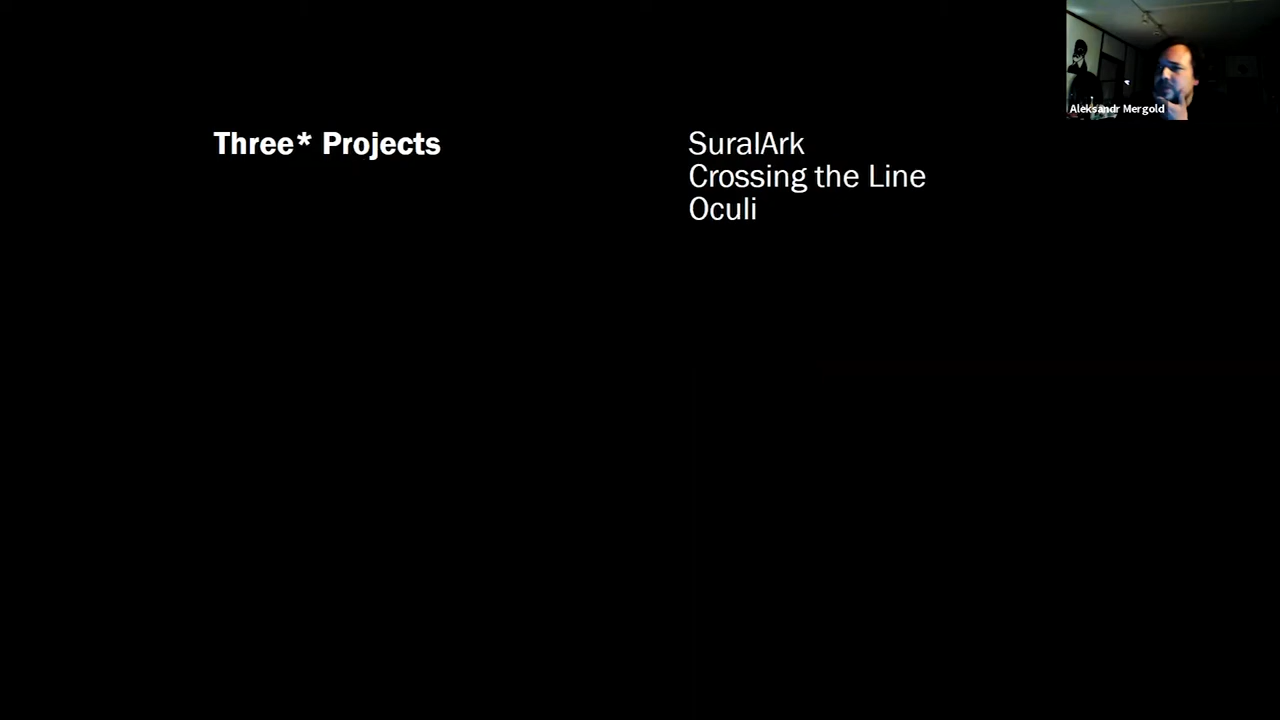 Aleksandr Mergold
Three* Projects
SuralArk
Crossing the Line
Oculi